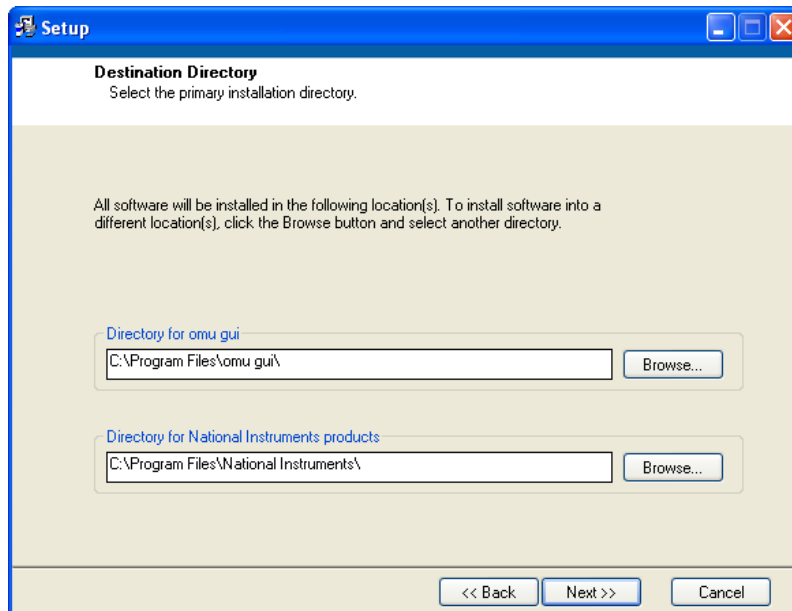 Setup
Destination Directory
Select the primary installation directory.
All software will be installed in the following location(s). To install software into a
different location(s), click the Browse button and select another directory.
Directory for omu gui
C:\Program Files\omu gui\
Browse...
Directory for National Instruments products
C:\Program Files\National Instruments\
Browse...
<< Back
Next >>
Cancel